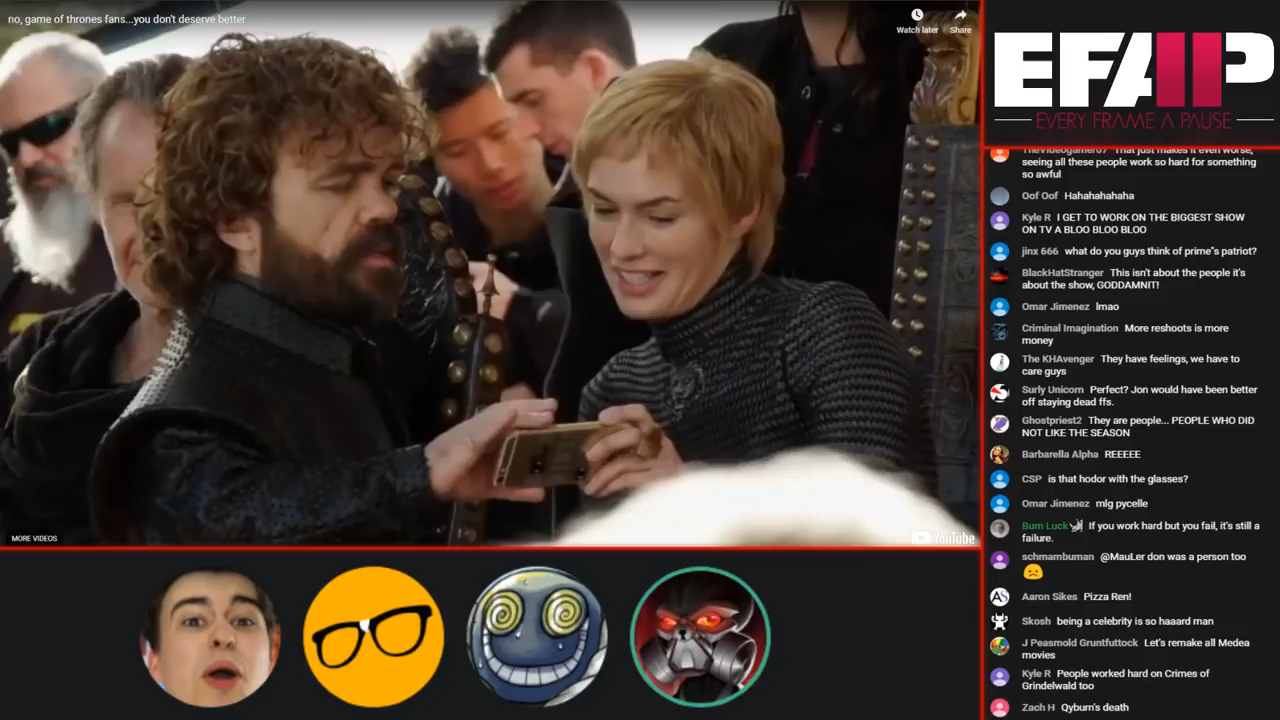 no, game of thrones fans...you don't deserve better
Watch later
Share
MORE VIDEOS
YouTube
EFAP
EVERY FRAME A PAUSE
TheVideogamer07 That just makes it even worse,
seeing all these people work so hard for something
so awful
Oof Oof Hahahahahaha
Kyle R I GET TO WORK ON THE BIGGEST SHOW
ON TV A BLOO BLOO BLOO
jinx 666 what do you guys think of prime"s patriot?
BlackHatStranger This isn't about the people it's
about the show, GODDAMNIT!
Omar Jimenez lmao
Criminal Imagination More reshoots is more
money
The KHAvenger They have feelings, we have to
care guys
Surly Unicorn Perfect? Jon would have been better
off staying dead ffs.
Ghostpriest2 They are people... PEOPLE WHO DID
NOT LIKE THE SEASON
Barbarella Alpha REEEEE
CSP is that hodor with the glasses?
Omar Jimenez mlg pycelle
Bum Luck If you work hard but you fail, it's still a
failure.
schmambuman @MauLer don was a person too
AS
Aaron Sikes Pizza Ren!
Skosh being a celebrity is so haaard man
J Peasmold Gruntfuttock Let's remake all Medea
movies
Kyle R People worked hard on Crimes of
Grindelwald too
Zach H Qyburn's death